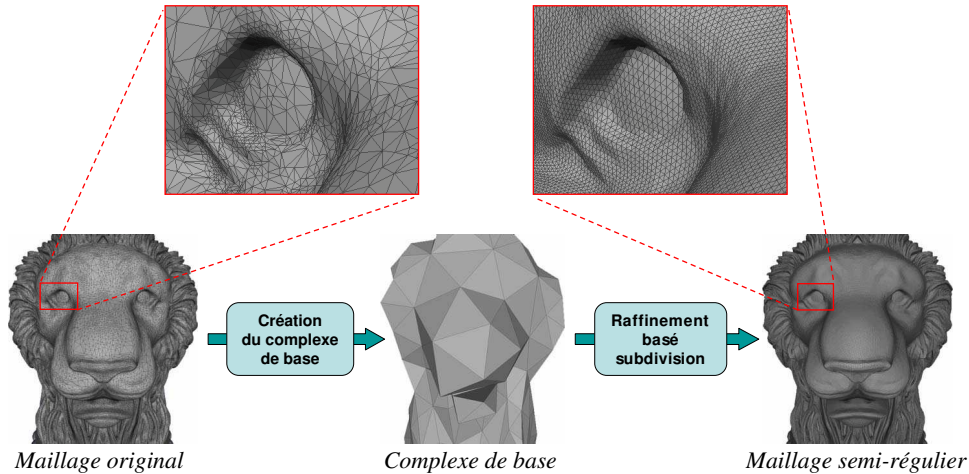 Création
du complexe
de base
Raffinement
basé
subdivision
Maillage original
Complexe de base
Maillage semi-régulier